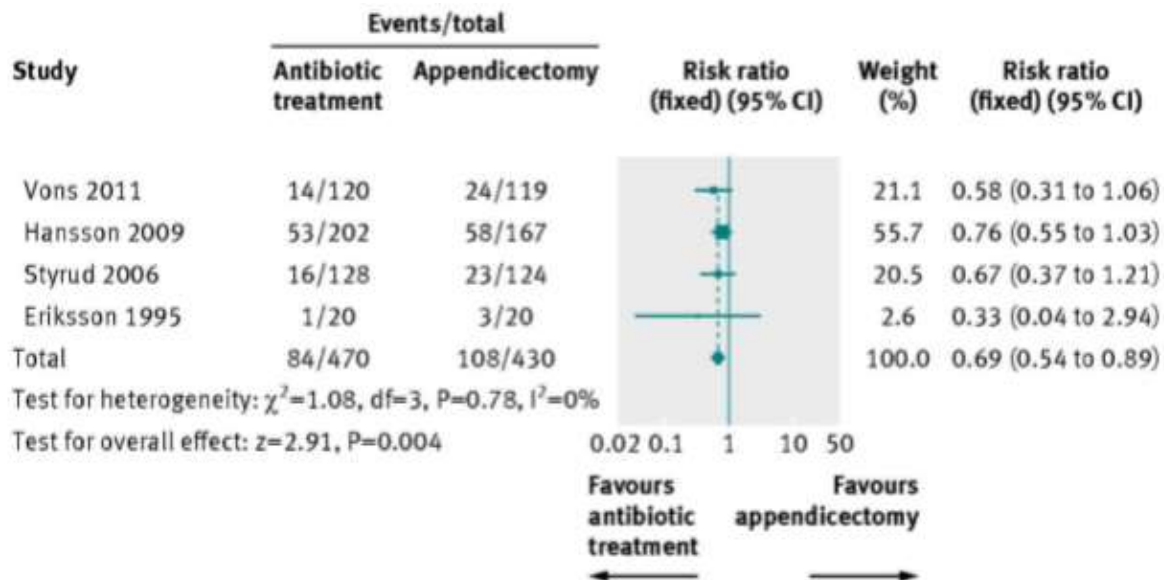 Events/total
Study Antibiotic treatment Appendicectomy Risk ratio (fixed) (95% CI) Weight (%) Risk ratio (fixed) (95% CI)
Vons 2011 14/120 24/119 21.1 0.58 (0.31 to 1.06)
Hansson 2009 53/202 58/167 55.7 0.76 (0.55 to 1.03)
Styrud 2006 16/128 23/124 20.5 0.67 (0.37 to 1.21)
Eriksson 1995 1/20 3/20 2.6 0.33 (0.04 to 2.94)
Total 84/470 108/430 100.0 0.69 (0.54 to 0.89)
Test for heterogeneity: χ²=1.08, df=3, P=0.78, I²=0%
Test for overall effect: z=2.91, P=0.004
0.02 0.1 1 10 50
Favours antibiotic treatment
Favours appendicectomy